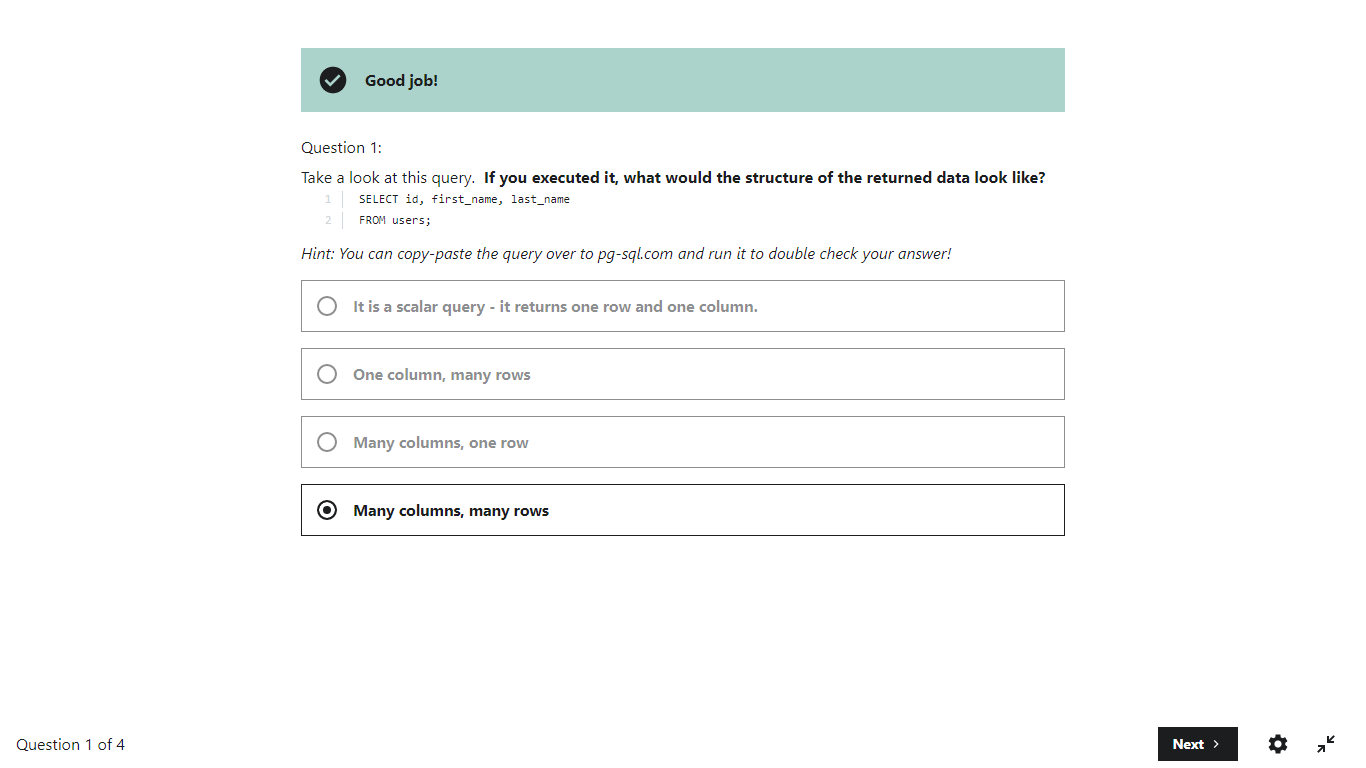 Good job!
Question 1:
Take a look at this query. If you executed it, what would the structure of the returned data look like?
1 SELECT id, first_name, last_name
2 FROM users;
Hint: You can copy-paste the query over to pg-sql.com and run it to double check your answer!
It is a scalar query - it returns one row and one column.
One column, many rows
Many columns, one row
Many columns, many rows
Question 1 of 4
Next